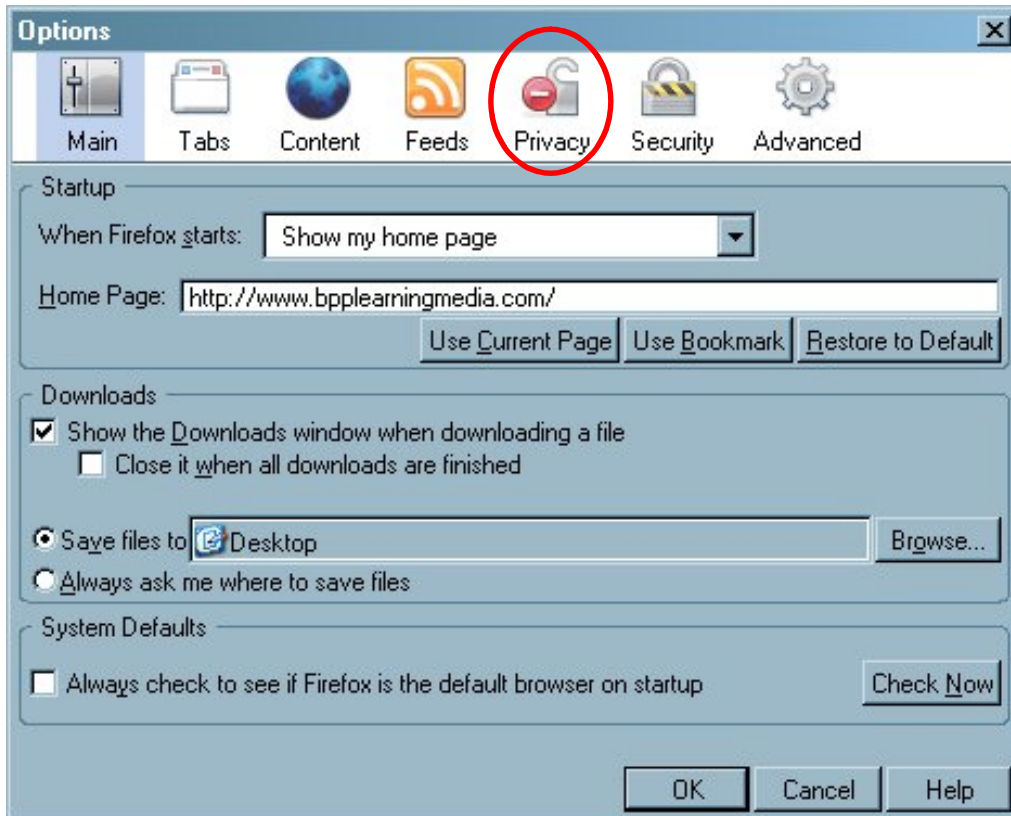 Options
Main Tabs Content Feeds Privacy Security Advanced
Startup
When Firefox starts: Show my home page
Home Page: http://www.bpplearningmedia.com/
Use Current Page Use Bookmark Restore to Default
Downloads
Show the Downloads window when downloading a file
Close it when all downloads are finished
Save files to Desktop Browse...
Always ask me where to save files
System Defaults
Always check to see if Firefox is the default browser on startup Check Now
OK Cancel Help